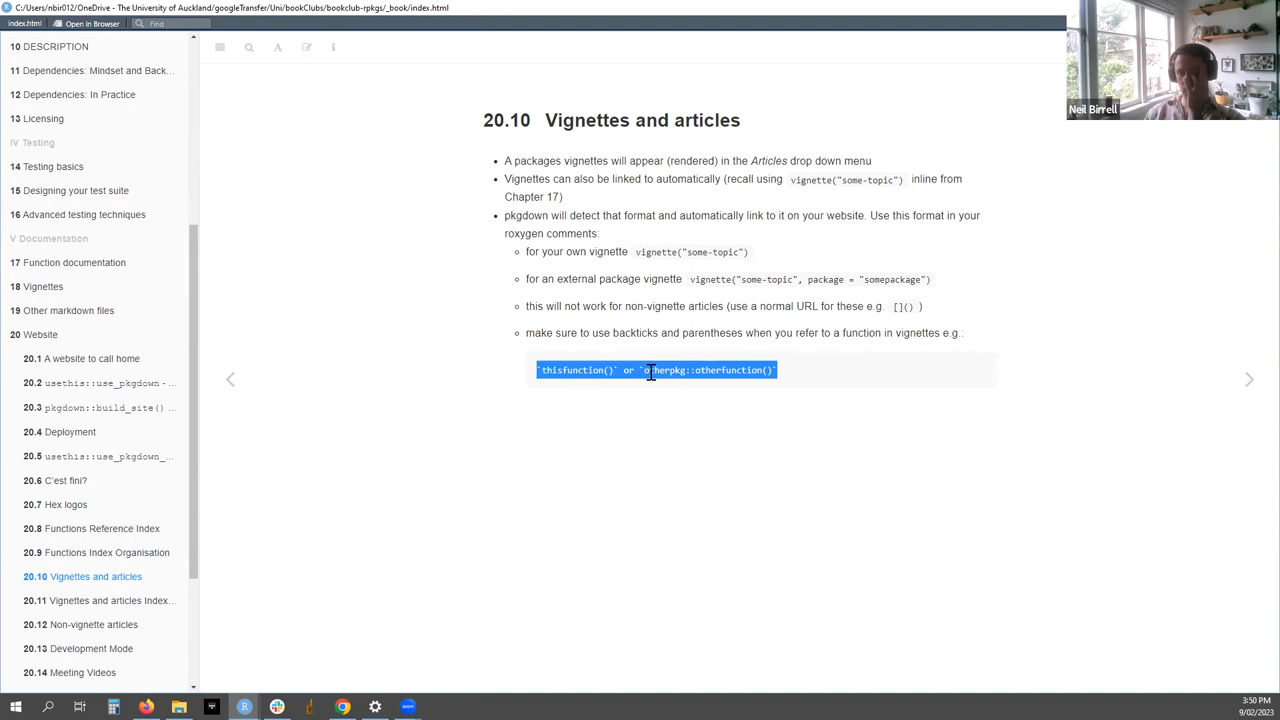 C:/Users/nbir012/OneDrive - The University of Auckland/googleTransfer/Uni/bookClubs/bookclub-rpkgs/_book/index.html
index.html
Open in Browser
Find
10 DESCRIPTION
11 Dependencies: Mindset and Back...
12 Dependencies: In Practice
13 Licensing
IV Testing
14 Testing basics
15 Designing your test suite
16 Advanced testing techniques
V Documentation
17 Function documentation
18 Vignettes
19 Other markdown files
20 Website
20.1 A website to call home
20.2 usethis::use_pkgdown - ...
20.3 pkgdown::build_site() ...
20.4 Deployment
20.5 usethis::use_pkgdown_...
20.6 C'est fini?
20.7 Hex logos
20.8 Functions Reference Index
20.9 Functions Index Organisation
20.10 Vignettes and articles
20.11 Vignettes and articles Index...
20.12 Non-vignette articles
20.13 Development Mode
20.14 Meeting Videos
20.10 Vignettes and articles
A packages vignettes will appear (rendered) in the Articles drop down menu
Vignettes can also be linked to automatically (recall using vignette("some-topic") inline from
Chapter 17)
pkgdown will detect that format and automatically link to it on your website. Use this format in your
roxygen comments:
for your own vignette vignette("some-topic")
for an external package vignette vignette("some-topic", package = "somepackage")
this will not work for non-vignette articles (use a normal URL for these e.g. []() )
make sure to use backticks and parentheses when you refer to a function in vignettes e.g.:
`thisfunction()` or `otherpkg::otherfunction()`
Neil Birrell
3:50 PM
9/02/2023